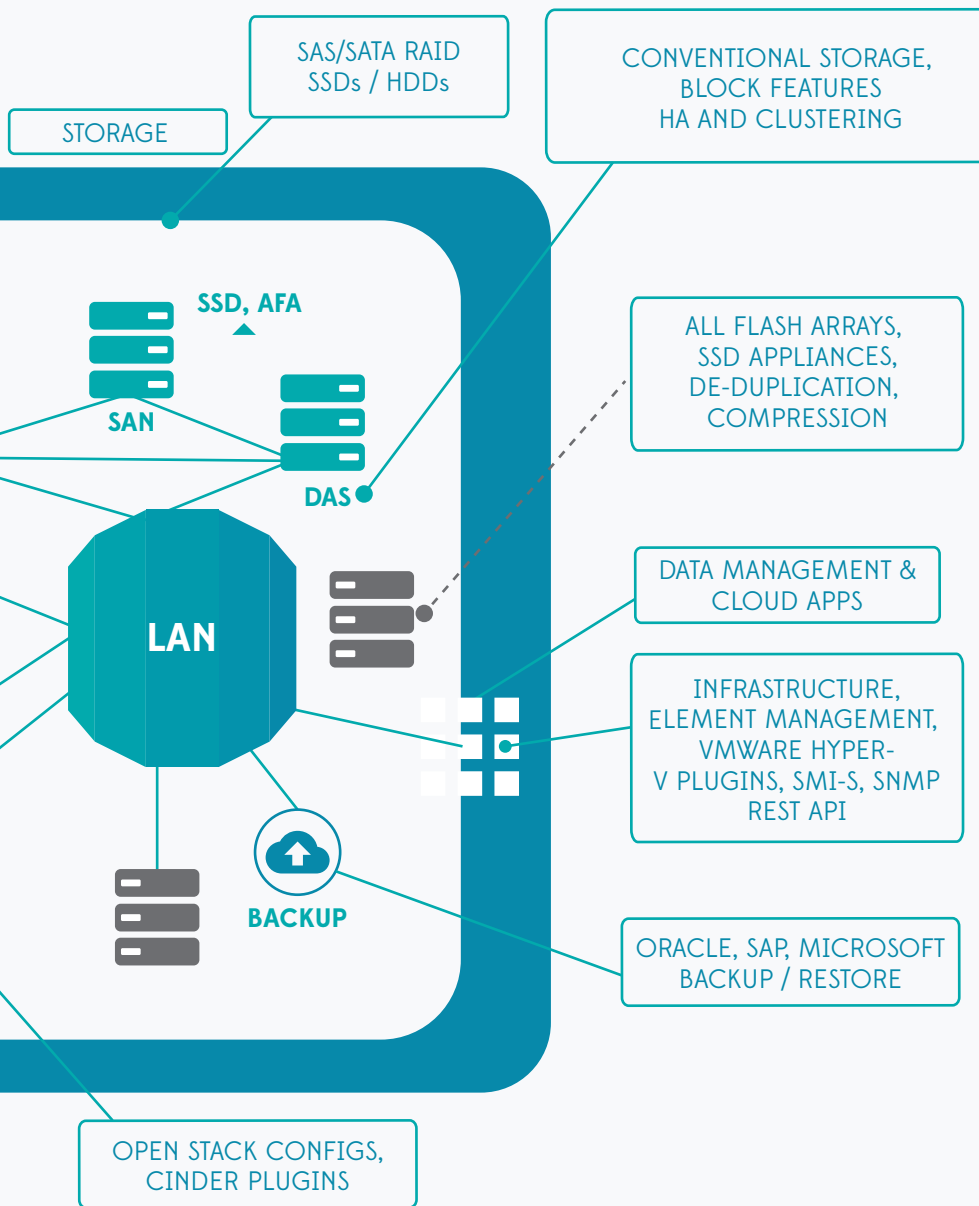 SAS/SATA RAID
SSDs / HDDs
CONVENTIONAL STORAGE,
BLOCK FEATURES
HA AND CLUSTERING
STORAGE
SSD, AFA
SAN
DAS
ALL FLASH ARRAYS,
SSD APPLIANCES,
DE-DUPLICATION,
COMPRESSION
LAN
DATA MANAGEMENT &
CLOUD APPS
INFRASTRUCTURE,
ELEMENT MANAGEMENT,
VMWARE HYPER-
V PLUGINS, SMI-S, SNMP
REST API
BACKUP
ORACLE, SAP, MICROSOFT
BACKUP / RESTORE
OPEN STACK CONFIGS,
CINDER PLUGINS